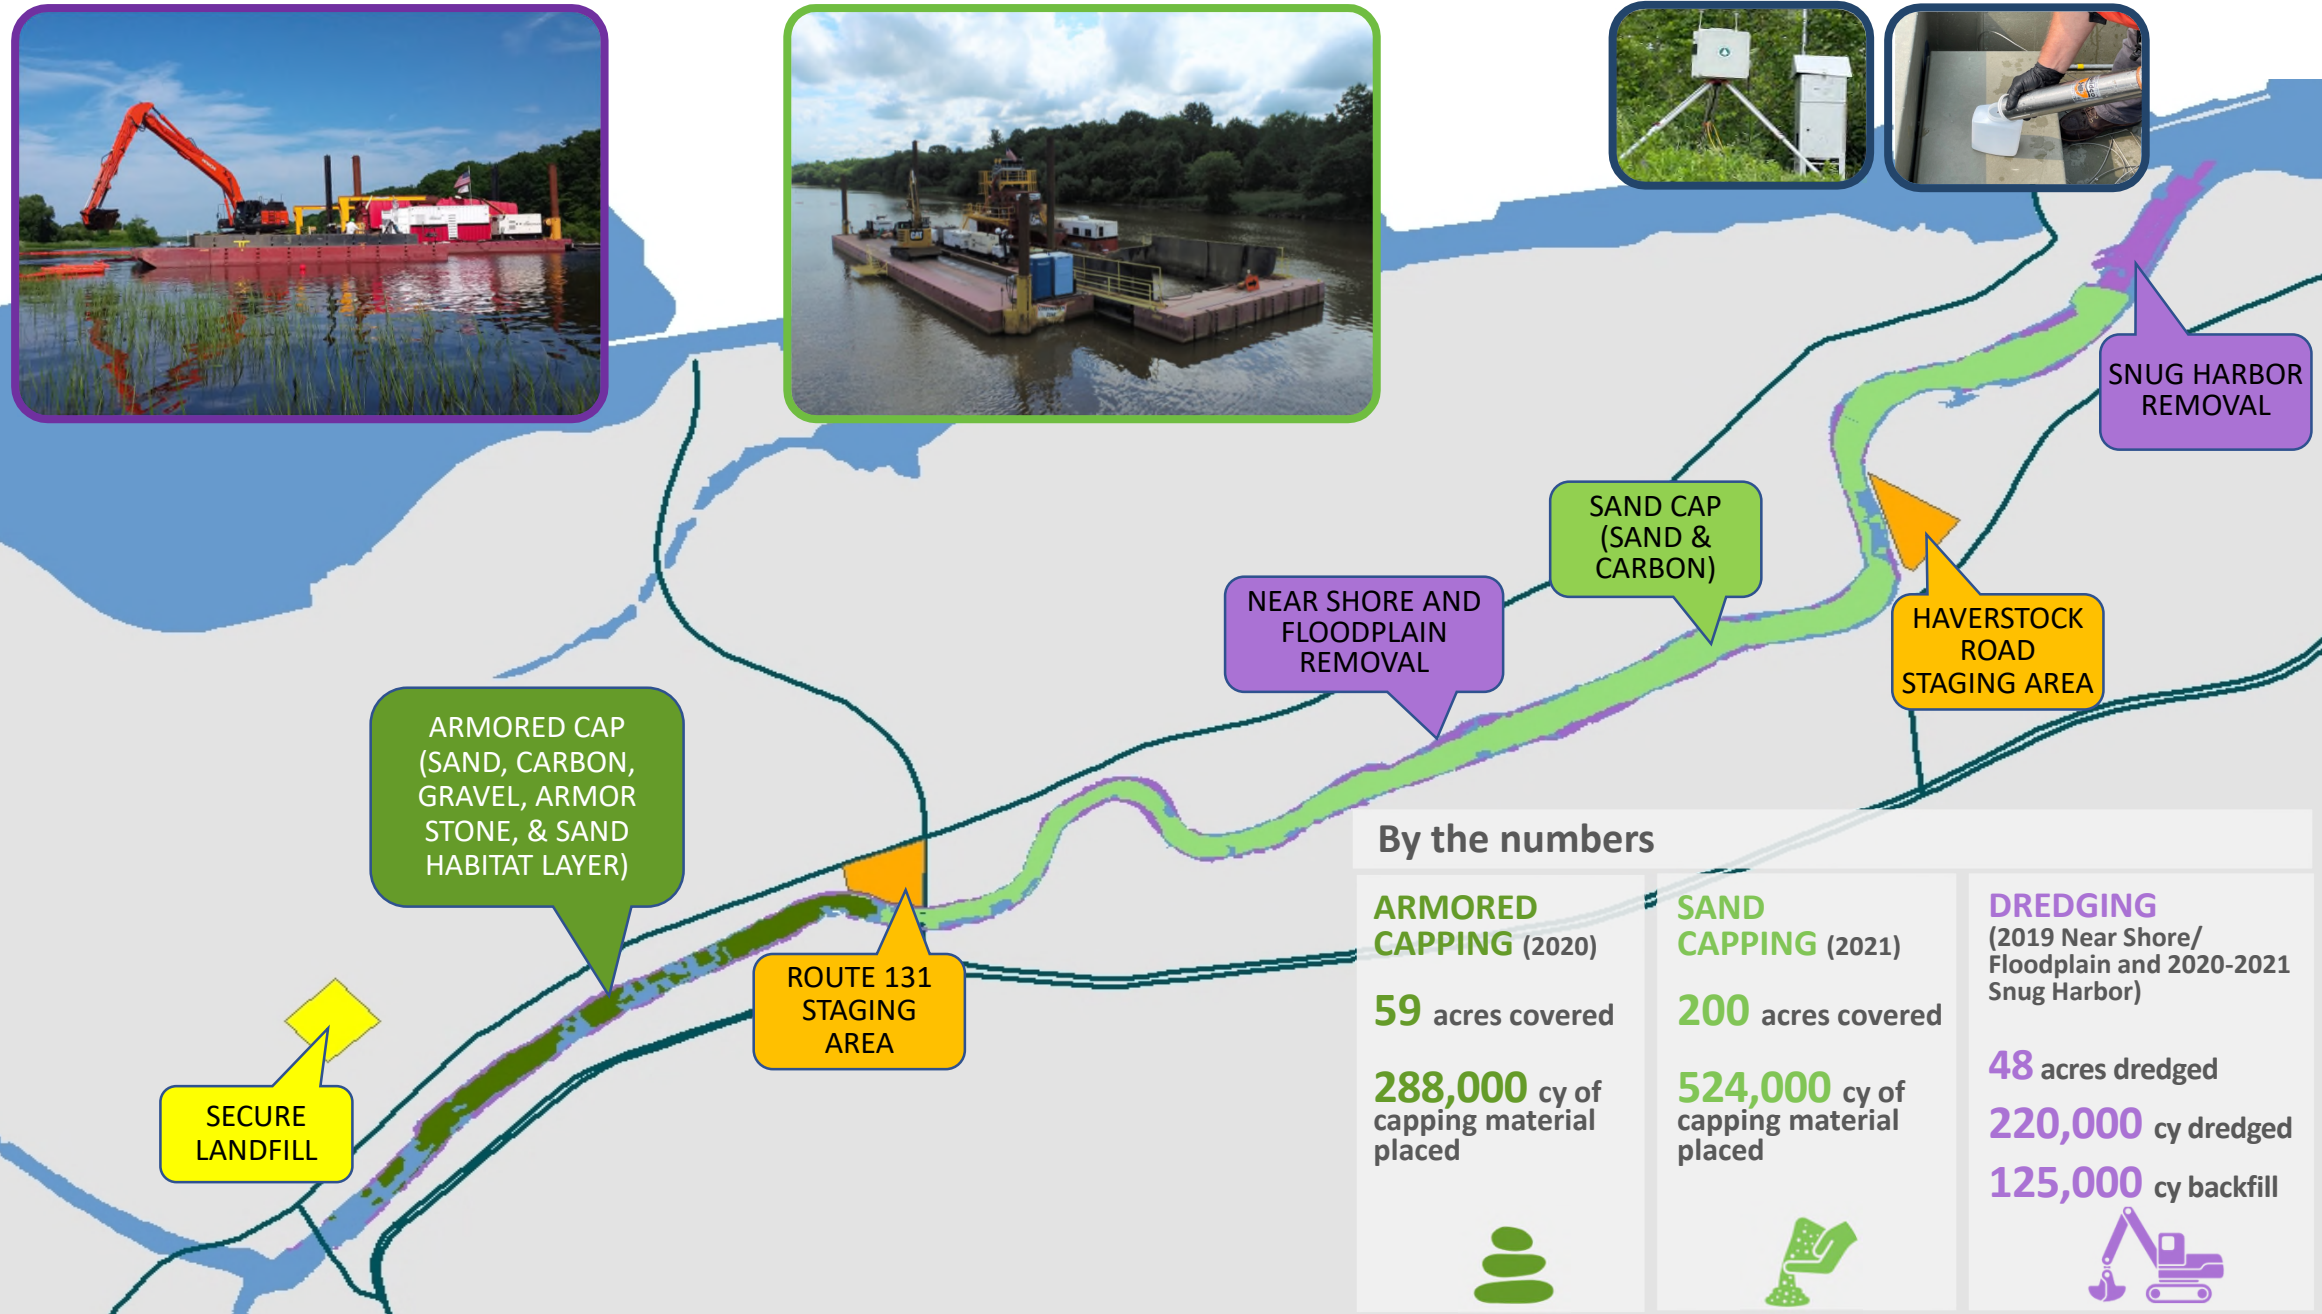 SNUG HARBOR
REMOVAL
SAND CAP
(SAND &
CARBON)
NEAR SHORE AND
FLOODPLAIN
REMOVAL
HAVERSTOCK
ROAD
STAGING AREA
ARMORED CAP
(SAND, CARBON,
GRAVEL, ARMOR
STONE, & SAND
HABITAT LAYER)
ROUTE 131
STAGING
AREA
SECURE
LANDFILL
By the numbers
ARMORED
CAPPING (2020)
59 acres covered
288,000 cy of
capping material
placed
SAND
CAPPING (2021)
200 acres covered
524,000 cy of
capping material
placed
DREDGING
(2019 Near Shore/
Floodplain and 2020-2021
Snug Harbor)
48 acres dredged
220,000 cy dredged
125,000 cy backfill
CAT